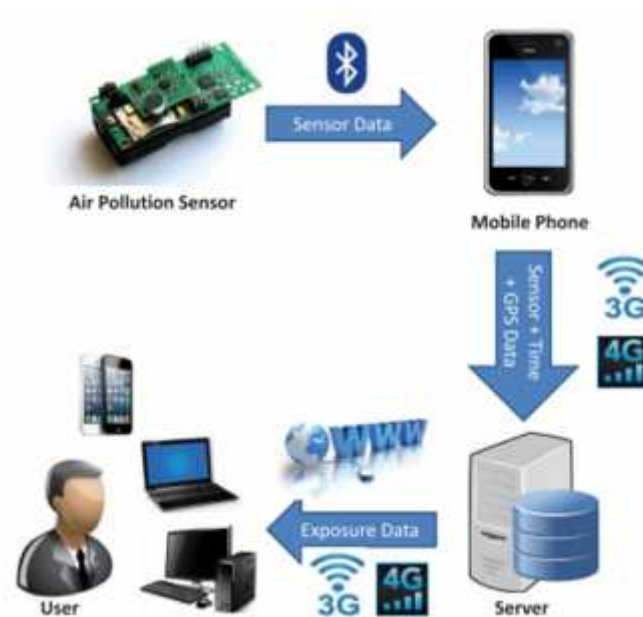 Sensor Data
Air Pollution Sensor
Mobile Phone
Sensor + Time
+ GPS Data
3G
4G
WWW
Exposure Data
3G
4G
User
Server